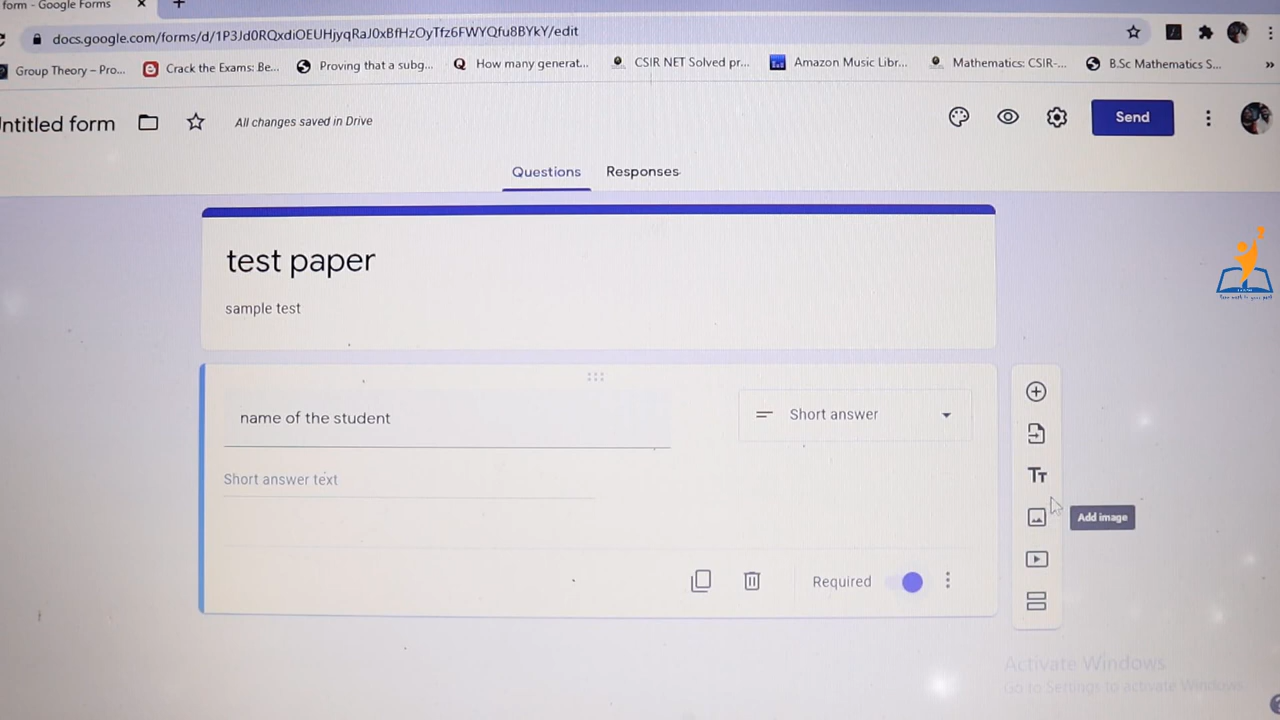 form - Google Forms
docs.google.com/forms/d/1P3Jd0RQxdiOEUHjyqRaJ0xBfHzOyTfz6FWYQfu8BYkY/edit
Group Theory – Pro...
Crack the Exams: Be...
Proving that a subg...
How many generat...
CSIR NET Solved pr...
Amazon Music Libr...
Mathematics: CSIR-...
B.Sc Mathematics S...
ntitled form
All changes saved in Drive
Send
Questions
Responses
test paper
sample test
name of the student
Short answer
Short answer text
Add image
Required
Activate Windows
Go to Settings to activate Windows.